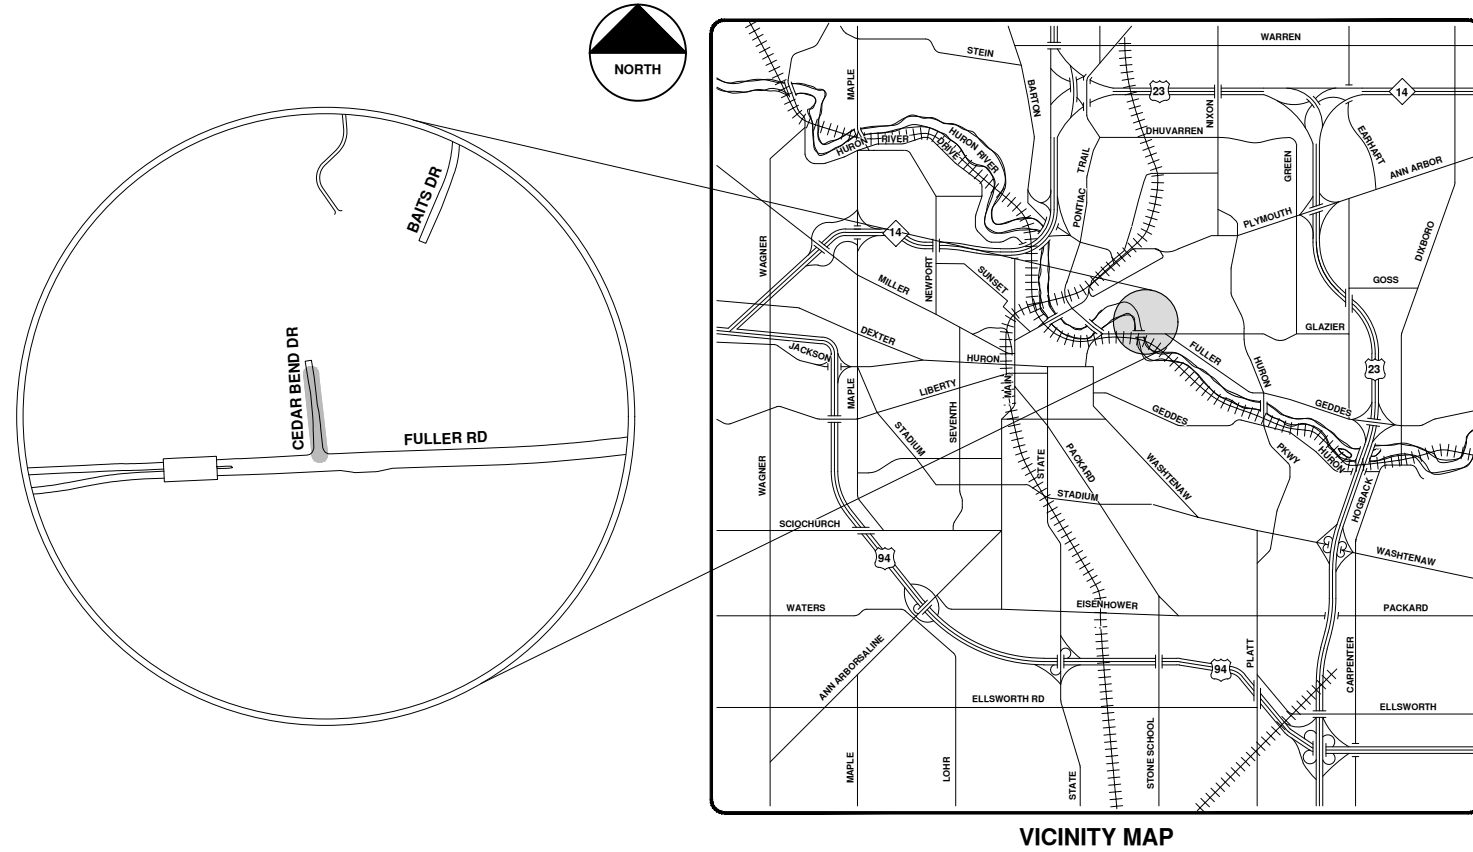 NORTH
BAITS DR
CEDAR BEND DR
FULLER RD
WARREN
STEIN
MAPLE
BARTON
23
14
NIXON
DHUVARREN
EARHART
HURON RIVER DRIVE
HURON RIVER
PONTIAC TRAIL
GREEN
ANN ARBOR
PLYMOUTH
DIXBORO
WAGNER
14
NEWPORT
SUNSET
MILLER
GOSS
DEXTER
GLAZIER
JACKSON
HURON
FULLER
HURON
23
MAPLE
LIBERTY
MAIN
SEVENTH
GEDDES
GEDDES
STADIUM
STATE
PACKARD
WASHTENAW
PKWY
HURON
WAGNER
STADIUM
HOGBACK
SCIOCHURCH
94
WASHTENAW
WATERS
EISENHOWER
PACKARD
ANN ARBORSALINE
PLATT
CARPENTER
94
ELLSWORTH RD
ELLSWORTH
MAPLE
LOHR
STATE
STONE SCHOOL
VICINITY MAP